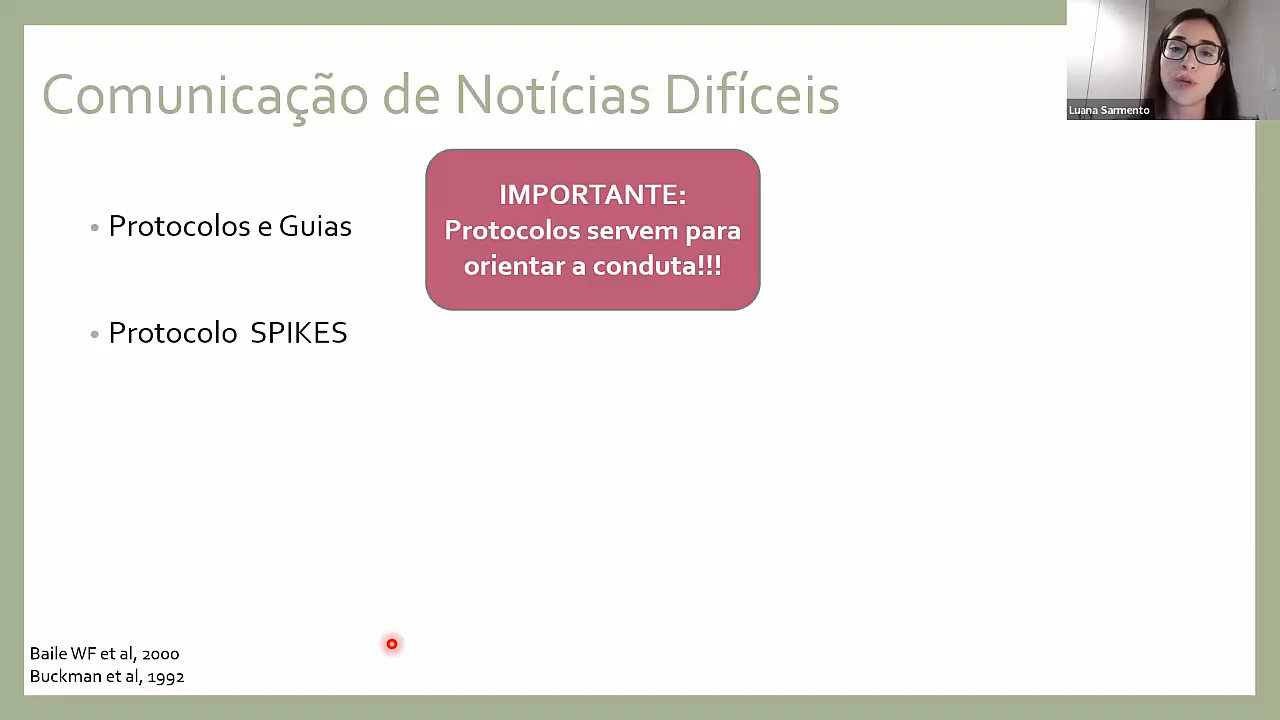 Comunicação de Notícias Difíceis
Luana Sarmento
IMPORTANTE:
Protocolos servem para
orientar a conduta!!!
• Protocolos e Guias
• Protocolo SPIKES
Baile WF et al, 2000
Buckman et al, 1992